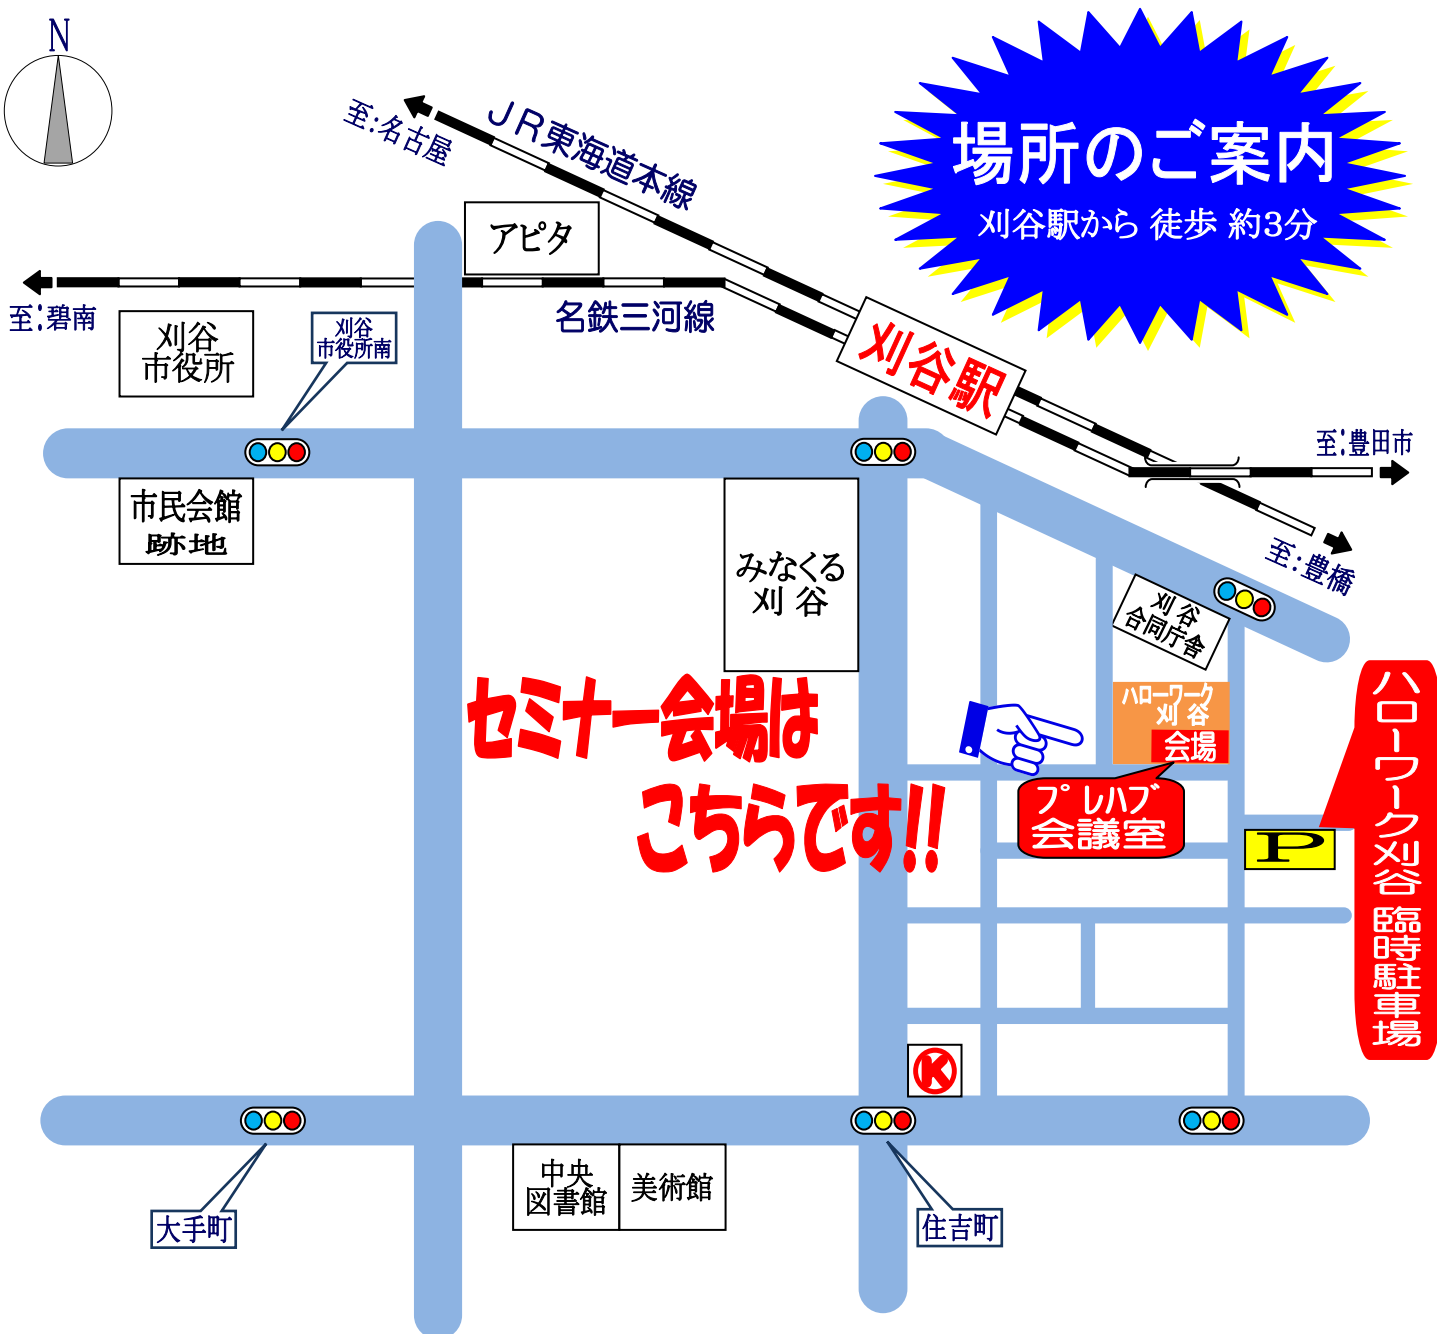 N
場所のご案内
刈谷駅から 徒歩 約3分
至:名古屋
JR東海道本線
アピタ
至:碧南
名鉄三河線
刈谷
市役所
刈谷
市役所南
刈谷駅
至:豊田市
至:豊橋
市民会館
跡地
みなくる
刈 谷
刈 谷
合同庁舎
ハローワーク
刈 谷
会場
セミナー会場は
こちらです!!
プレハブ
会議室
P
ハローワーク刈谷 臨時駐車場
K
中央
図書館
美術館
大手町
住吉町